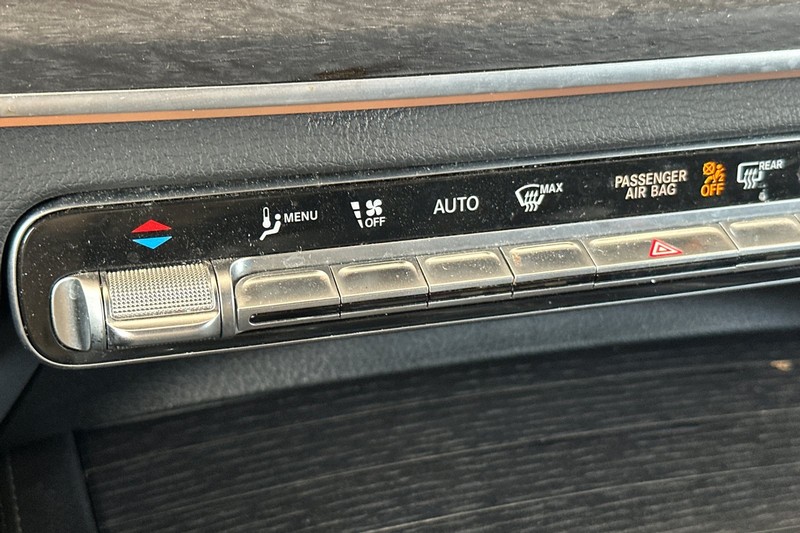 MENU
OFF
AUTO
MAX
PASSENGER
AIR BAG
OFF
REAR